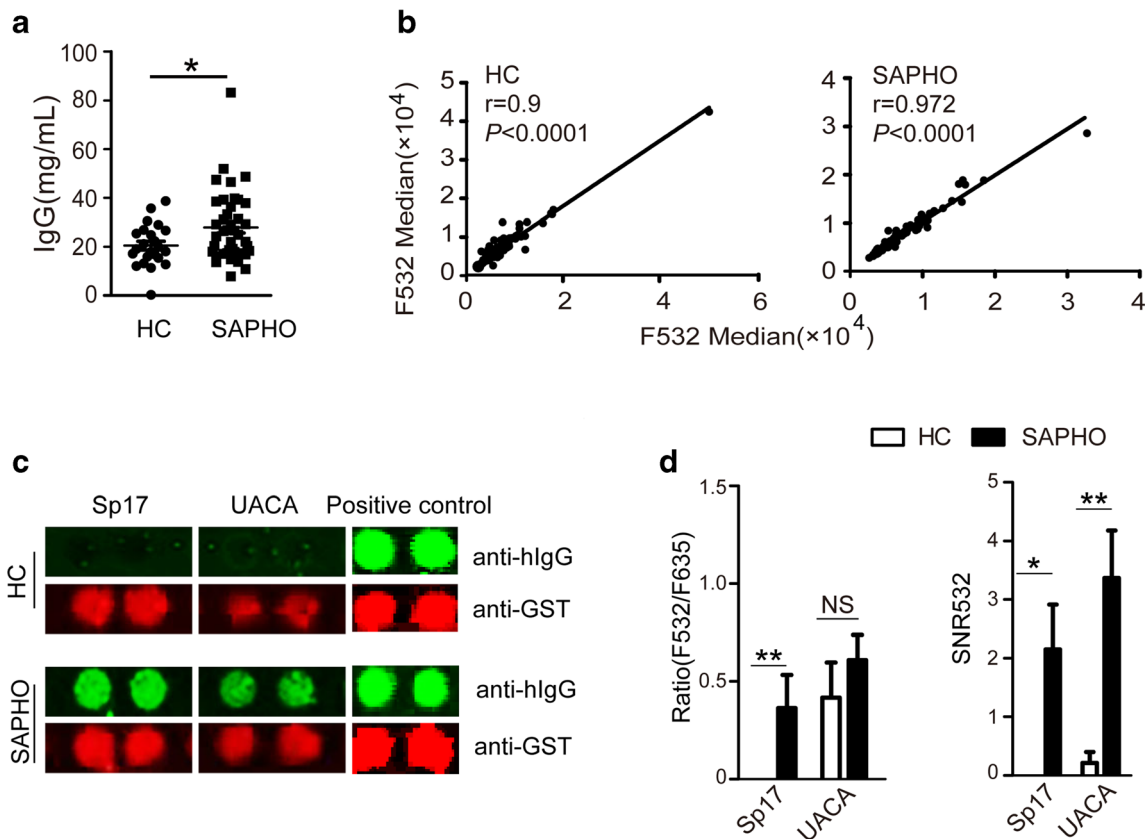 a
IgG(mg/mL)
100
80
60
40
20
0
*
HC
SAPHO
b
F532 Median(×10⁴)
HC
r=0.9
P<0.0001
5
4
3
2
1
0
0 2 4 6
SAPHO
r=0.972
P<0.0001
4
3
2
1
0
0 1 2 3 4
F532 Median(×10⁴)
c
Sp17 UACA Positive control
HC
anti-hIgG
anti-GST
SAPHO
anti-hIgG
anti-GST
HC SAPHO
d
Ratio(F532/F635)
1.5
1.0
0.5
0.0
**
NS
Sp17
UACA
SNR532
5
4
3
2
1
0
*
**
Sp17
UACA